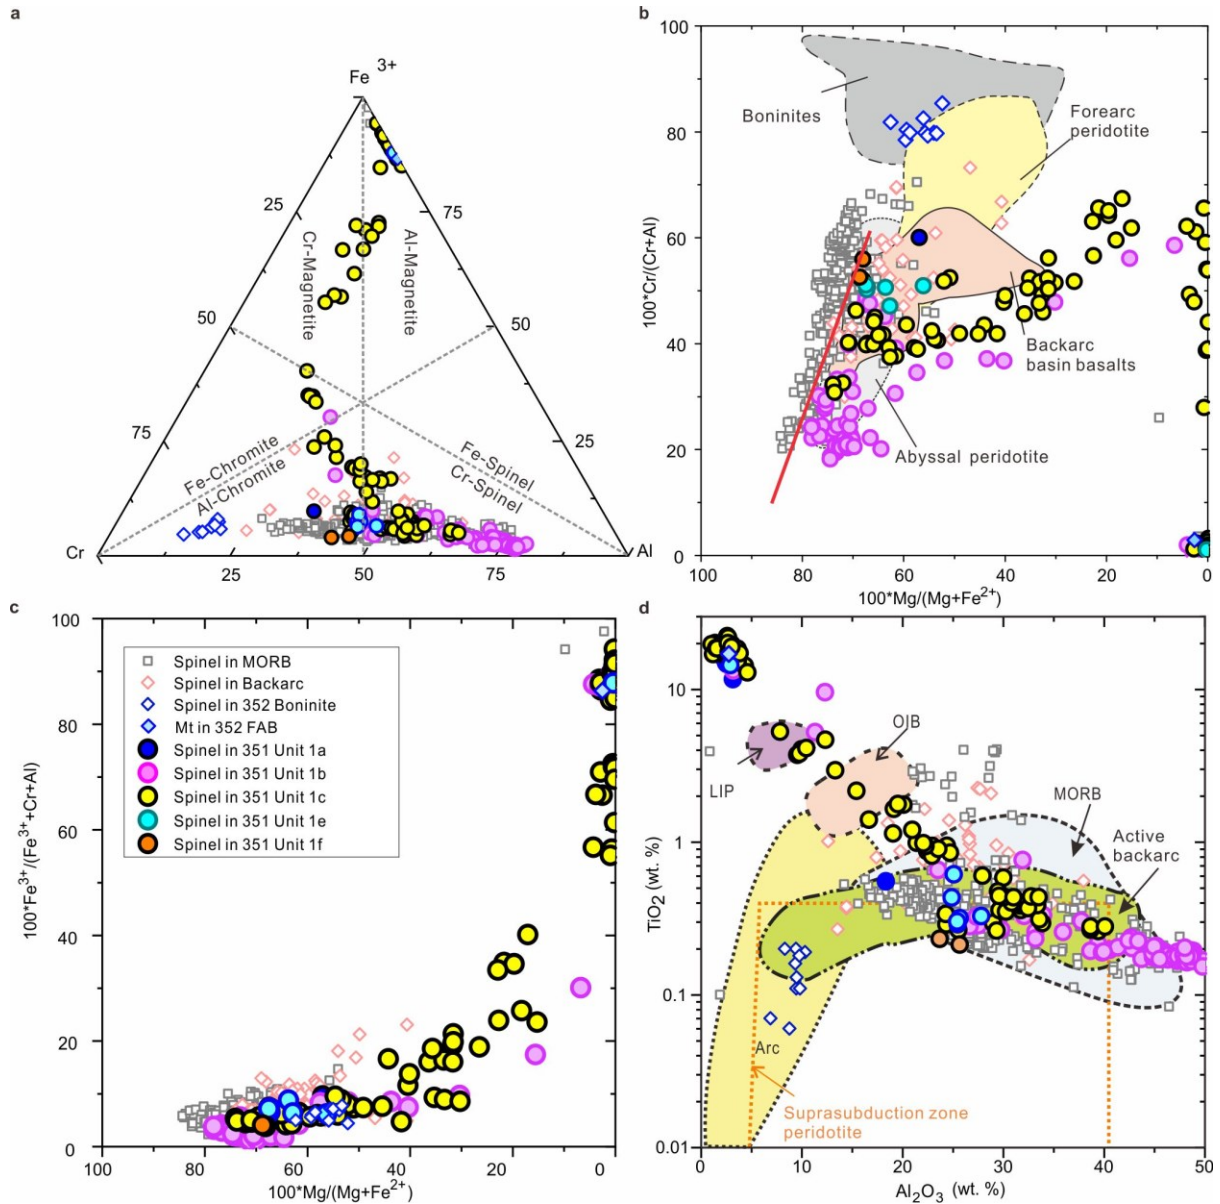 a
Fe 3+
25
75
Cr-Magnetite
Al-Magnetite
50
50
75
25
Fe-Chromite
Al-Chromite
Fe-Spinel
Cr-Spinel
Cr
Al
25
50
75
b
100
80
60
40
20
0
100*Cr/(Cr+Al)
Boninites
Forearc
peridotite
Backarc
basin basalts
Abyssal peridotite
100
80
60
40
20
0
100*Mg/(Mg+Fe2+)
c
100
80
60
40
20
0
100*Fe3+/(Fe3++Cr+Al)
Spinel in MORB
Spinel in Backarc
Spinel in 352 Boninite
Mt in 352 FAB
Spinel in 351 Unit 1a
Spinel in 351 Unit 1b
Spinel in 351 Unit 1c
Spinel in 351 Unit 1e
Spinel in 351 Unit 1f
100
80
60
40
20
0
100*Mg/(Mg+Fe2+)
d
10
1
0.1
0.01
TiO2 (wt. %)
OIB
LIP
MORB
Active
backarc
Arc
Suprasubduction zone
peridotite
0
10
20
30
40
50
Al2O3 (wt. %)